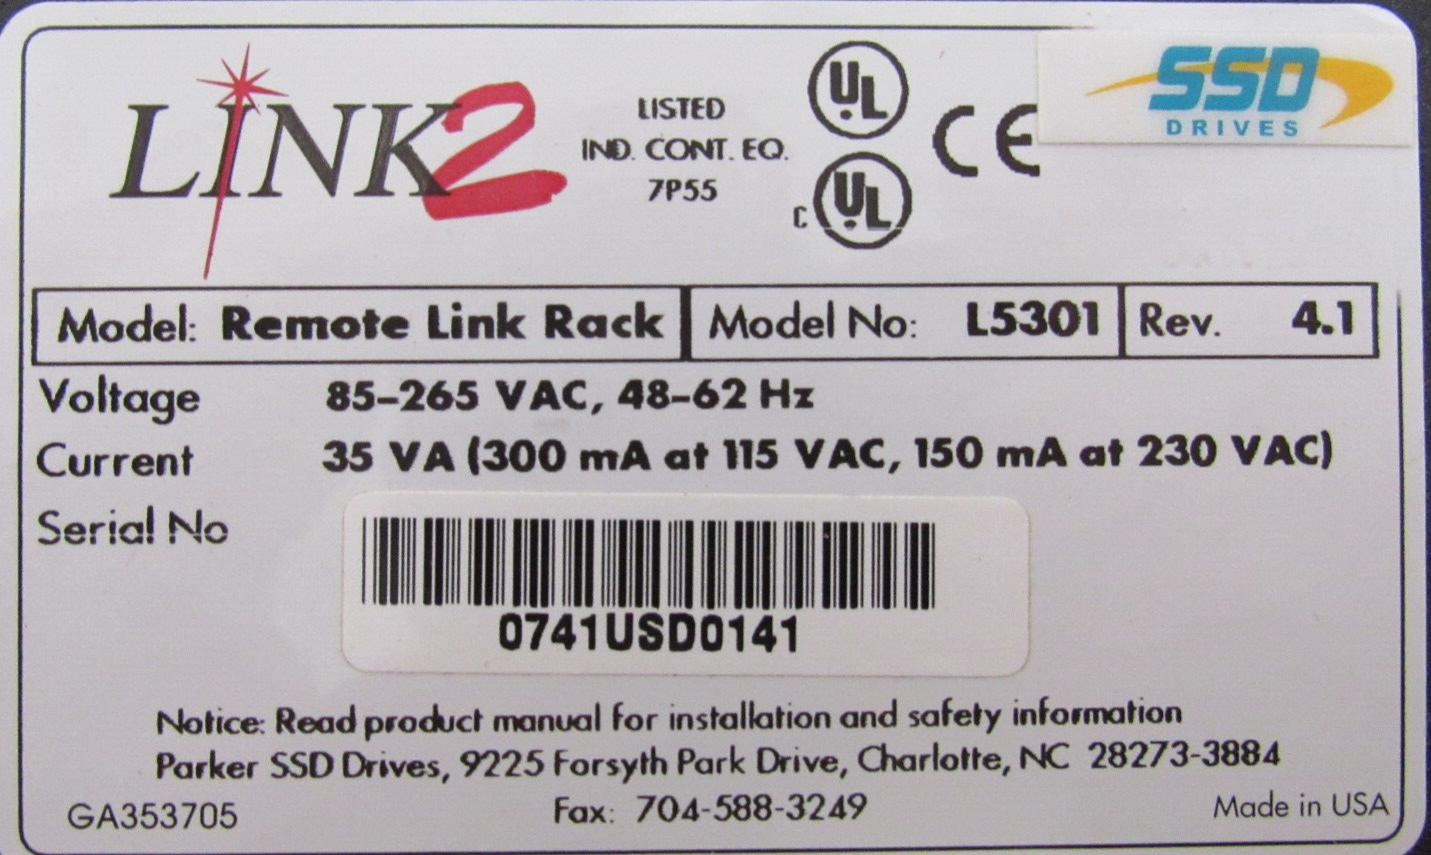 LINK2
LISTED
IND. CONT. EQ.
7P55
UL
c UL
CE
SSD
DRIVES
Model: Remote Link Rack
Model No: L5301
Rev. 4.1
Voltage 85-265 VAC, 48-62 Hz
Current 35 VA (300 mA at 115 VAC, 150 mA at 230 VAC)
Serial No
0741USD0141
Notice: Read product manual for installation and safety information
Parker SSD Drives, 9225 Forsyth Park Drive, Charlotte, NC 28273-3884
Fax: 704-588-3249
GA353705
Made in USA